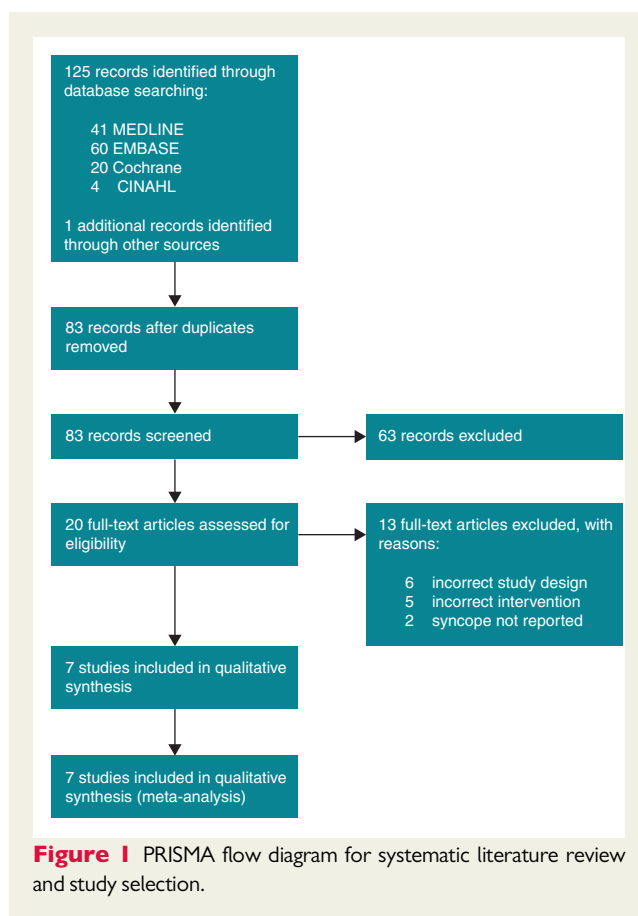 125 records identified through
database searching:
41 MEDLINE
60 EMBASE
20 Cochrane
4 CINAHL
1 additional records identified
through other sources
83 records after duplicates
removed
83 records screened
63 records excluded
20 full-text articles assessed for
eligibility
13 full-text articles excluded, with
reasons:
6 incorrect study design
5 incorrect intervention
2 syncope not reported
7 studies included in qualitative
synthesis
7 studies included in qualitative
synthesis (meta-analysis)
Figure 1 PRISMA flow diagram for systematic literature review
and study selection.